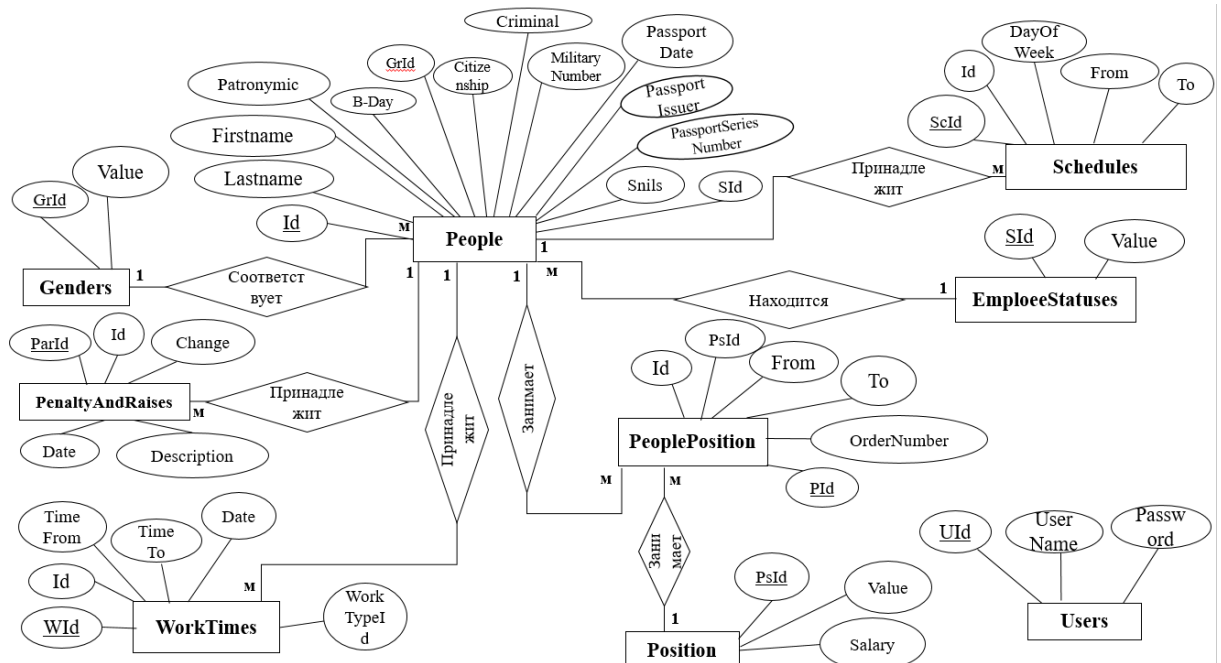 Criminal
Passport
Date
DayOf
Week
GrId
Citize
nship
Military
Number
Id
From
To
Patronymic
B-Day
Passport
Issuer
ScId
Firstname
PassportSeries
Number
Value
Lastname
Snils
SId
Принадле
жит
м
Schedules
GrId
Id
м
People
1
SId
Value
1
Соответст
вует
1
1
1
м
Genders
Находится
1
EmploeeStatuses
ParId
Id
Change
PsId
From
Id
To
PenaltyAndRaises
м
Принадле
жит
Принадле
жит
Занимает
PeoplePosition
OrderNumber
Date
Description
м
м
PId
Time
From
Time
To
Date
Зани
мает
UId
User
Name
Passw
ord
Id
м
PsId
Value
WId
WorkTimes
Work
TypeI
d
1
Users
Position
Salary